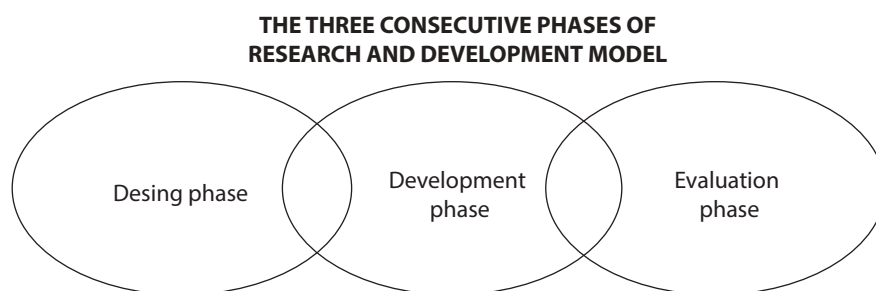 THE THREE CONSECUTIVE PHASES OF
RESEARCH AND DEVELOPMENT MODEL
Desing phase
Development
phase
Evaluation
phase